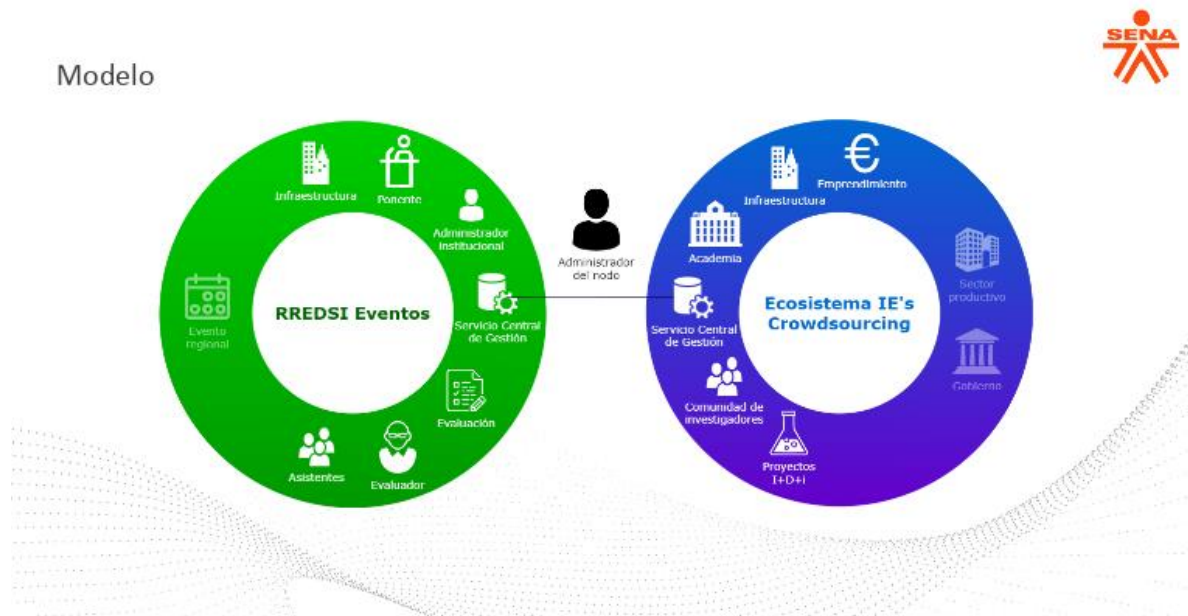 SENA
Modelo
Infraestructura
Ponente
Administrador
Institucional
Servicio Central
de Gestión
Evaluación
Evaluador
Asistentes
Evento
regional
RREDSI Eventos
Administrador
del nodo
Infraestructura
Emprendimiento
Academia
Servicio Central
de Gestión
Comunidad de
investigadores
Proyectos
I+D+i
Sector
productivo
Gobierno
Ecosistema IE's
Crowdsourcing